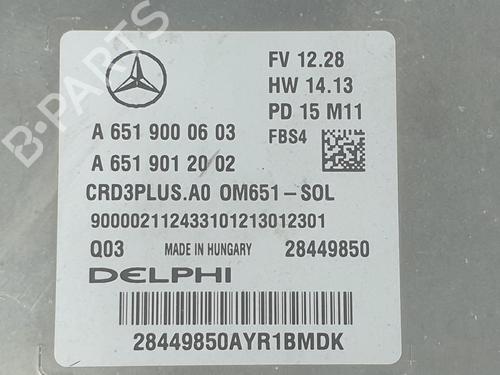 FV 12.28
HW 14.13
PD 15 M11
FBS4
A 651 900 06 03
A 651 901 20 02
CRD3PLUS.A0 OM651-SOL
900002112433101213012301
Q03 MADE IN HUNGARY 28449850
DELPHI
28449850AYR1BMDK
B-PARTS